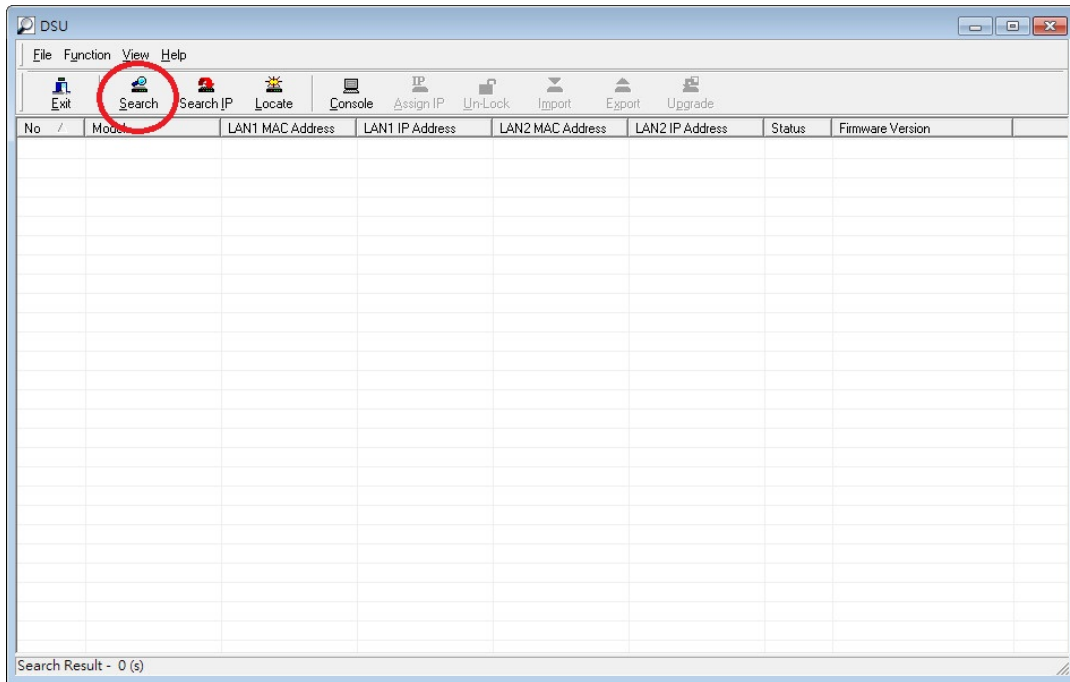 DSU
File Function View Help
Exit Search Search IP Locate Console Assign IP Un-Lock Import Export Upgrade
No Model LAN1 MAC Address LAN1 IP Address LAN2 MAC Address LAN2 IP Address Status Firmware Version
Search Result - 0 (s)